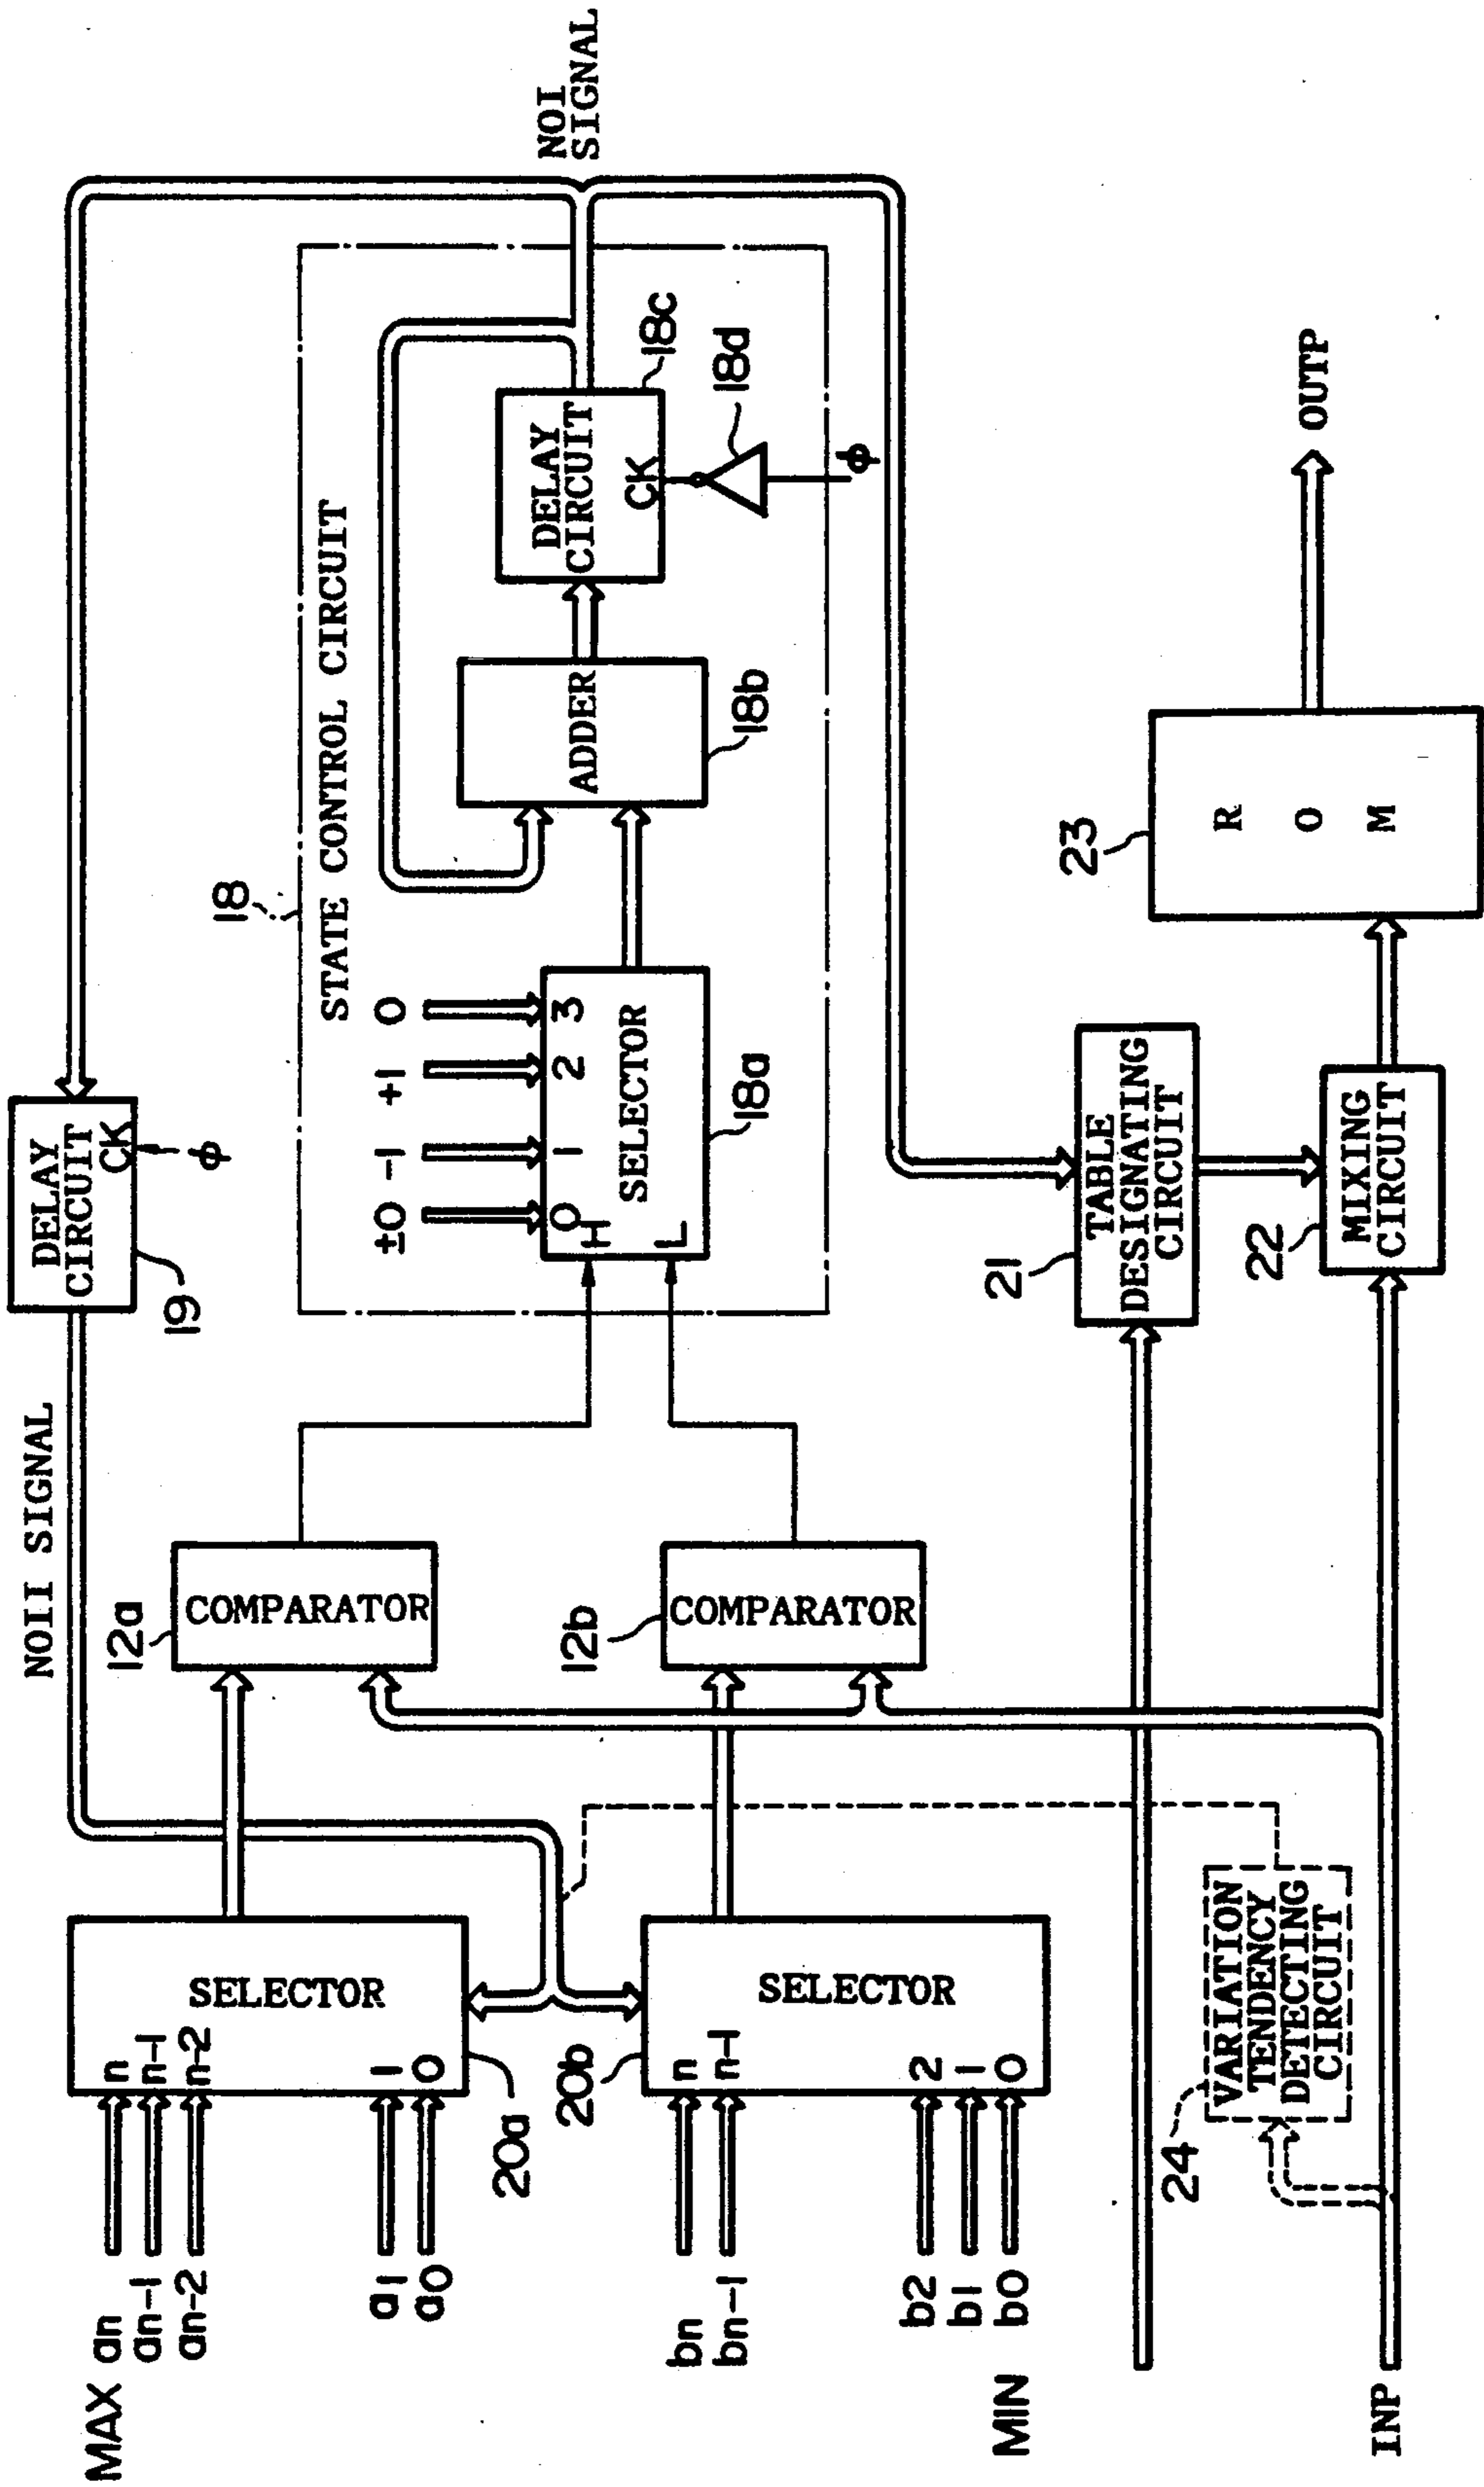 MAX an
an-1
an-2
a1
a0
n
n-1
n-2
1
0
SELECTOR
20a
bn
bn-1
b2
b1
MIN b0
n
n-1
2
1
0
SELECTOR
20b
NOII SIGNAL
12a
COMPARATOR
12b
COMPARATOR
DELAY
CIRCUIT
CK
φ
19
18
STATE CONTROL CIRCUIT
±0 -1 +1 0
0 1 2 3
H
L
SELECTOR
18a
ADDER
18b
DELAY
CIRCUIT
CK
18c
18d
φ
NOI
SIGNAL
24
VARIATION
TENDENCY
DETECTING
CIRCUIT
INP
21
TABLE
DESIGNATING
CIRCUIT
22
MIXING
CIRCUIT
23
R
O
M
OUTP